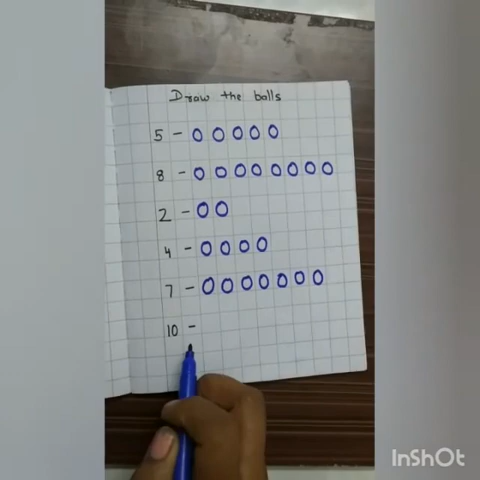 Draw the balls
5 - 0 0 0 0 0
8 - 0 0 0 0 0 0 0 0
2 - 0 0
4 - 0 0 0 0
7 - 0 0 0 0 0 0 0
10 -
InShOt